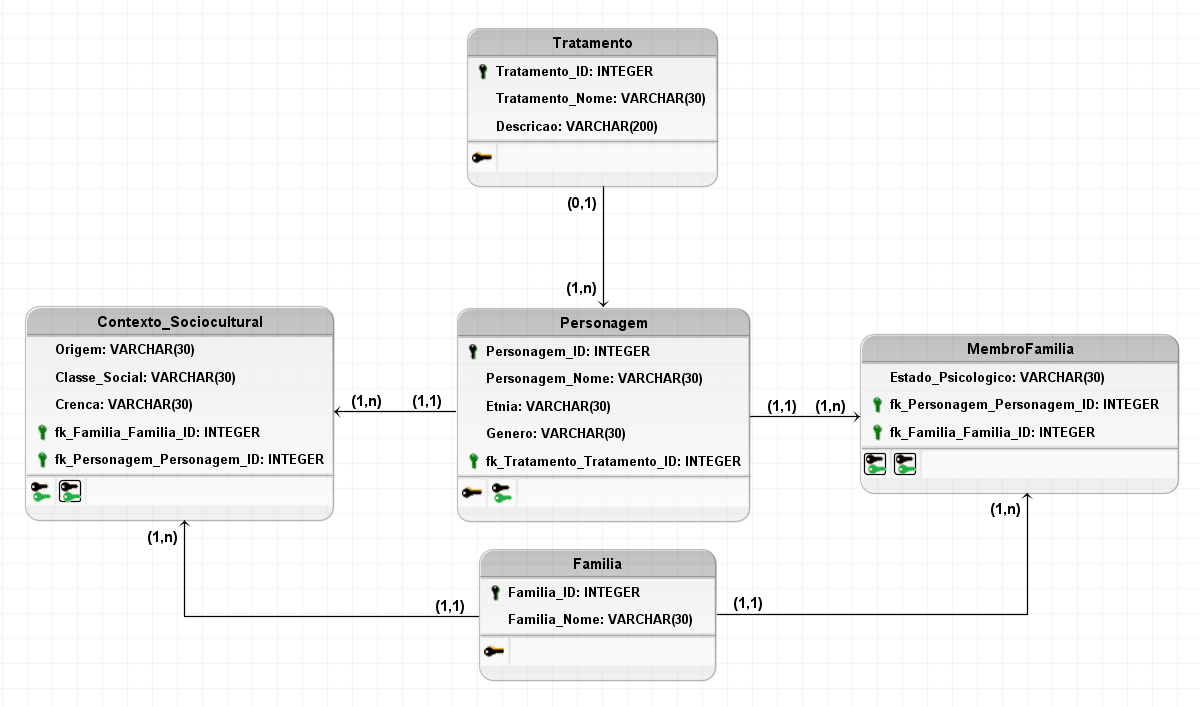 Tratamento
Tratamento_ID: INTEGER
Tratamento_Nome: VARCHAR(30)
Descricao: VARCHAR(200)
(0,1)
(1,n)
Contexto_Sociocultural
Origem: VARCHAR(30)
Classe_Social: VARCHAR(30)
Crenca: VARCHAR(30)
fk_Familia_Familia_ID: INTEGER
fk_Personagem_Personagem_ID: INTEGER
(1,n)
(1,1)
Personagem
Personagem_ID: INTEGER
Personagem_Nome: VARCHAR(30)
Etnia: VARCHAR(30)
Genero: VARCHAR(30)
fk_Tratamento_Tratamento_ID: INTEGER
(1,1)
(1,n)
MembroFamilia
Estado_Psicologico: VARCHAR(30)
fk_Personagem_Personagem_ID: INTEGER
fk_Familia_Familia_ID: INTEGER
(1,n)
(1,n)
(1,1)
Familia
Familia_ID: INTEGER
Familia_Nome: VARCHAR(30)
(1,1)